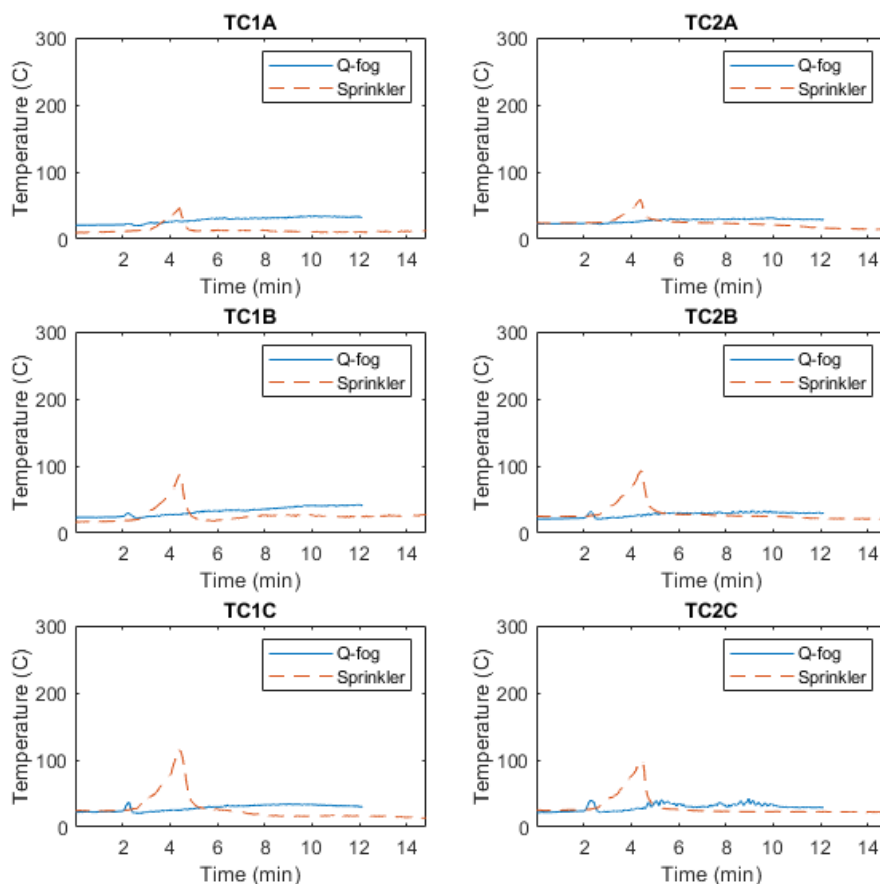 TC1A
300
200
100
0
Temperature (C)
Q-fog
Sprinkler
2 4 6 8 10 12 14
Time (min)
TC2A
300
200
100
0
Temperature (C)
Q-fog
Sprinkler
2 4 6 8 10 12 14
Time (min)
TC1B
300
200
100
0
Temperature (C)
Q-fog
Sprinkler
2 4 6 8 10 12 14
Time (min)
TC2B
300
200
100
0
Temperature (C)
Q-fog
Sprinkler
2 4 6 8 10 12 14
Time (min)
TC1C
300
200
100
0
Temperature (C)
Q-fog
Sprinkler
2 4 6 8 10 12 14
Time (min)
TC2C
300
200
100
0
Temperature (C)
Q-fog
Sprinkler
2 4 6 8 10 12 14
Time (min)